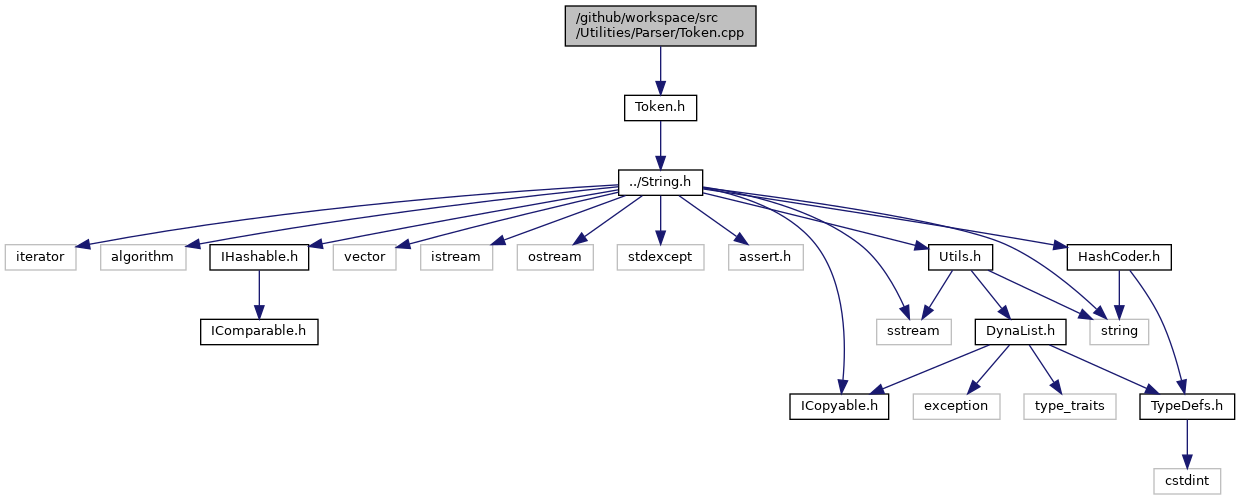 /github/workspace/src
/Utilities/Parser/Token.cpp
Token.h
../String.h
iterator
algorithm
IHashable.h
vector
istream
ostream
stdexcept
assert.h
Utils.h
HashCoder.h
IComparable.h
sstream
DynaList.h
string
ICopyable.h
exception
type_traits
TypeDefs.h
cstdint